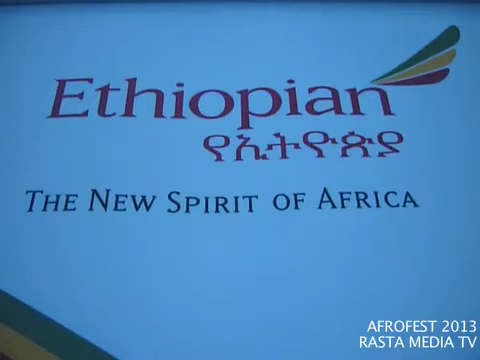 Ethiopian
የኢትዮጵያ
THE NEW SPIRIT OF AFRICA
AFROFEST 2013
RASTA MEDIA TV